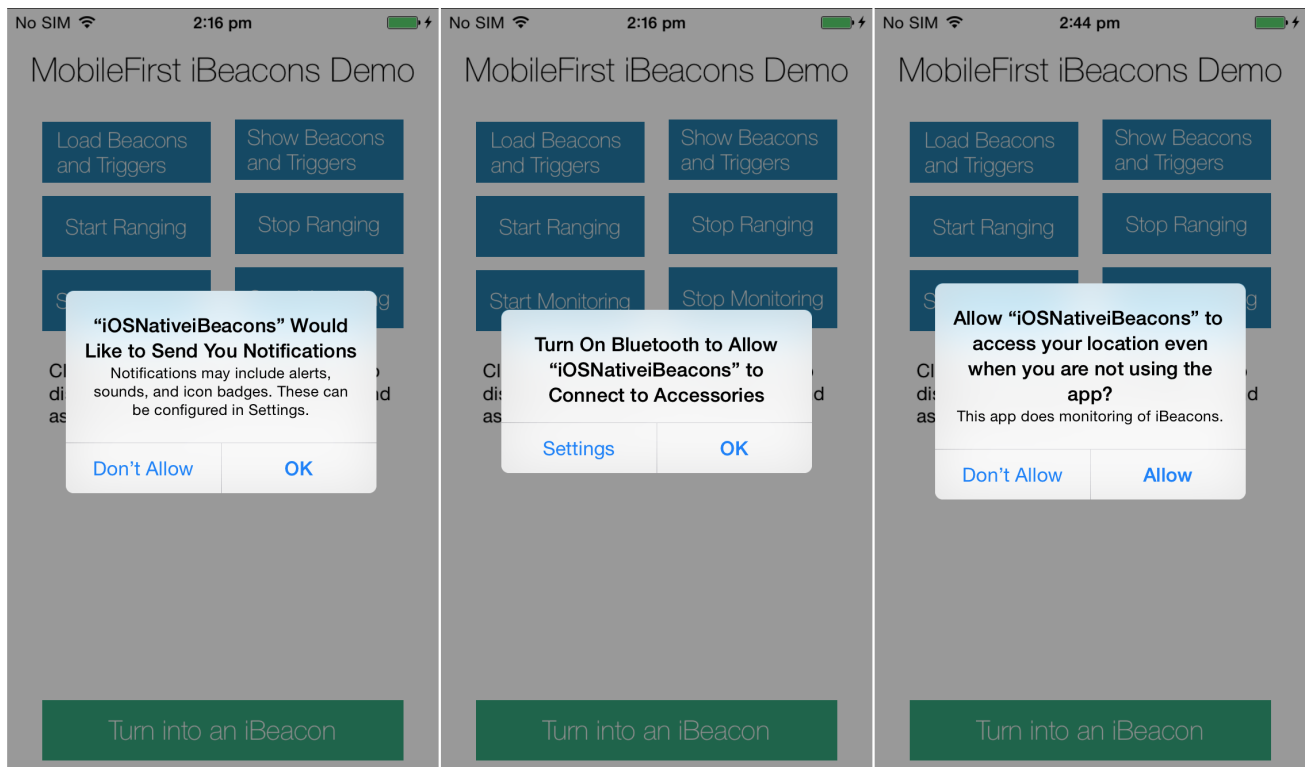 No SIM 2:16 pm
MobileFirst iBeacons Demo
Load Beacons
and Triggers
Show Beacons
and Triggers
Start Ranging
Stop Ranging
S
g
“iOSNativeiBeacons” Would
Like to Send You Notifications
Notifications may include alerts,
sounds, and icon badges. These can
be configured in Settings.
Don’t Allow
OK
Turn into an iBeacon
No SIM 2:16 pm
MobileFirst iBeacons Demo
Load Beacons
and Triggers
Show Beacons
and Triggers
Start Ranging
Stop Ranging
Start Monitoring
Stop Monitoring
Turn On Bluetooth to Allow
“iOSNativeiBeacons” to
Connect to Accessories
Settings
OK
Turn into an iBeacon
No SIM 2:44 pm
MobileFirst iBeacons Demo
Load Beacons
and Triggers
Show Beacons
and Triggers
Start Ranging
Stop Ranging
S
g
Allow “iOSNativeiBeacons” to
access your location even
when you are not using the
app?
This app does monitoring of iBeacons.
Don’t Allow
Allow
Turn into an iBeacon